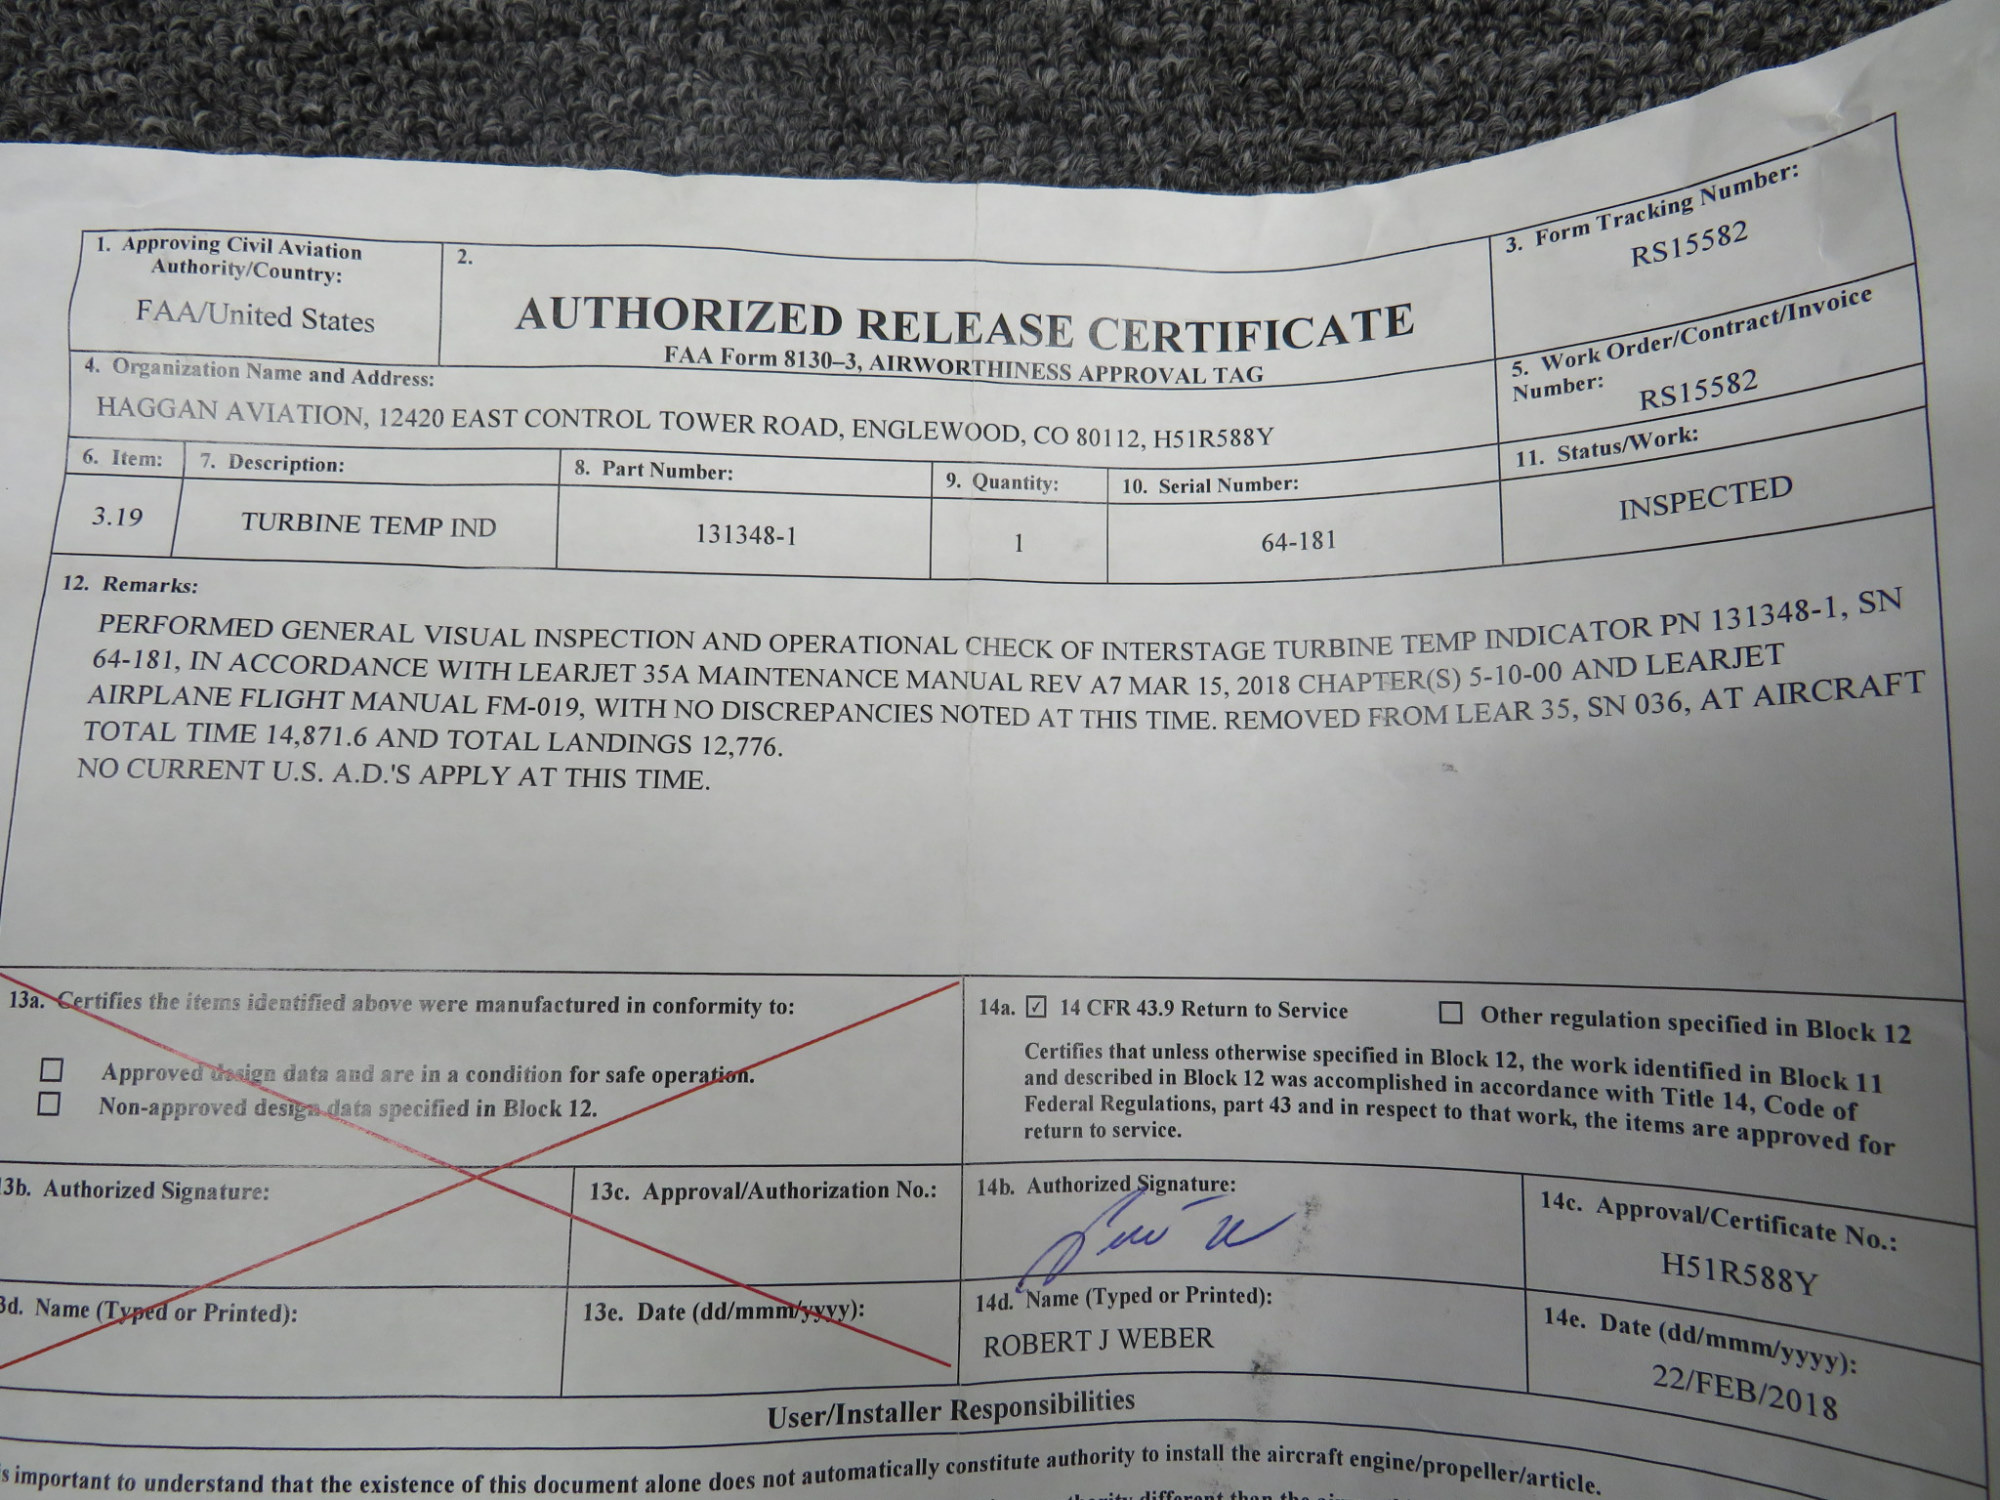 1. Approving Civil Aviation
Authority/Country:
FAA/United States
2.
AUTHORIZED RELEASE CERTIFICATE
FAA Form 8130–3, AIRWORTHINESS APPROVAL TAG
3. Form Tracking Number:
RS15582
4. Organization Name and Address:
HAGGAN AVIATION, 12420 EAST CONTROL TOWER ROAD, ENGLEWOOD, CO 80112, H51R588Y
5. Work Order/Contract/Invoice
Number:
RS15582
6. Item:
7. Description:
8. Part Number:
9. Quantity:
10. Serial Number:
11. Status/Work:
3.19
TURBINE TEMP IND
131348-1
1
64-181
INSPECTED
12. Remarks:
PERFORMED GENERAL VISUAL INSPECTION AND OPERATIONAL CHECK OF INTERSTAGE TURBINE TEMP INDICATOR PN 131348-1, SN
64-181, IN ACCORDANCE WITH LEARJET 35A MAINTENANCE MANUAL REV A7 MAR 15, 2018 CHAPTER(S) 5-10-00 AND LEARJET
AIRPLANE FLIGHT MANUAL FM-019, WITH NO DISCREPANCIES NOTED AT THIS TIME. REMOVED FROM LEAR 35, SN 036, AT AIRCRAFT
TOTAL TIME 14,871.6 AND TOTAL LANDINGS 12,776.
NO CURRENT U.S. A.D.'S APPLY AT THIS TIME.
13a. Certifies the items identified above were manufactured in conformity to:
Approved design data and are in a condition for safe operation.
Non-approved design data specified in Block 12.
14a. 14 CFR 43.9 Return to Service
Other regulation specified in Block 12
Certifies that unless otherwise specified in Block 12, the work identified in Block 11
and described in Block 12 was accomplished in accordance with Title 14, Code of
Federal Regulations, part 43 and in respect to that work, the items are approved for
return to service.
13b. Authorized Signature:
13c. Approval/Authorization No.:
14b. Authorized Signature:
14c. Approval/Certificate No.:
H51R588Y
3d. Name (Typed or Printed):
13e. Date (dd/mmm/yyyy):
14d. Name (Typed or Printed):
ROBERT J WEBER
14e. Date (dd/mmm/yyyy):
22/FEB/2018
User/Installer Responsibilities
s important to understand that the existence of this document alone does not automatically constitute authority to install the aircraft engine/propeller/article.